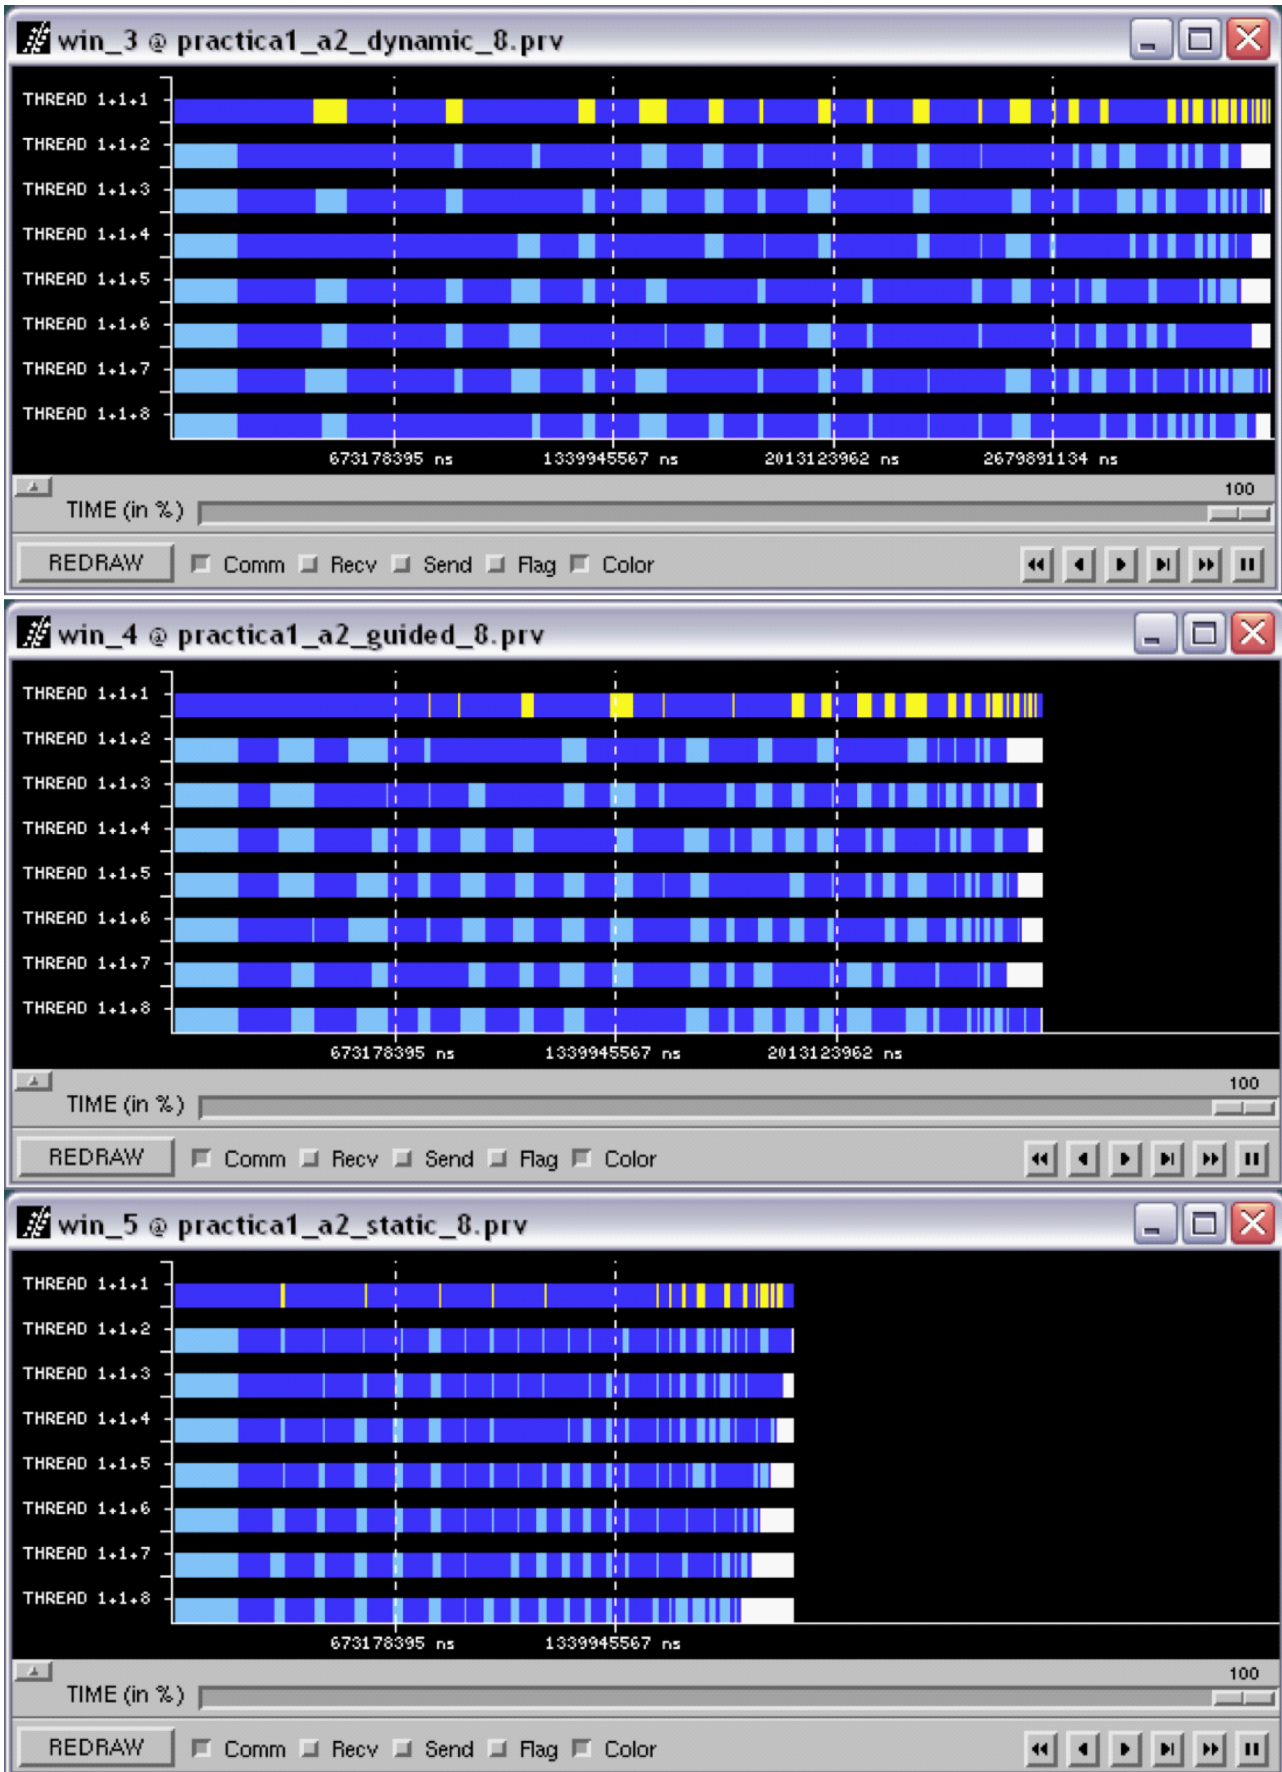 win_3 @ practica1_a2_dynamic_8.prv
THREAD 1.1.1
THREAD 1.1.2
THREAD 1.1.3
THREAD 1.1.4
THREAD 1.1.5
THREAD 1.1.6
THREAD 1.1.7
THREAD 1.1.8
673178395 ns 1339945567 ns 2013123962 ns 2679891134 ns
100
TIME (in %)
REDRAW Comm Recv Send Flag Color
win_4 @ practica1_a2_guided_8.prv
THREAD 1.1.1
THREAD 1.1.2
THREAD 1.1.3
THREAD 1.1.4
THREAD 1.1.5
THREAD 1.1.6
THREAD 1.1.7
THREAD 1.1.8
673178395 ns 1339945567 ns 2013123962 ns
100
TIME (in %)
REDRAW Comm Recv Send Flag Color
win_5 @ practica1_a2_static_8.prv
THREAD 1.1.1
THREAD 1.1.2
THREAD 1.1.3
THREAD 1.1.4
THREAD 1.1.5
THREAD 1.1.6
THREAD 1.1.7
THREAD 1.1.8
673178395 ns 1339945567 ns
100
TIME (in %)
REDRAW Comm Recv Send Flag Color